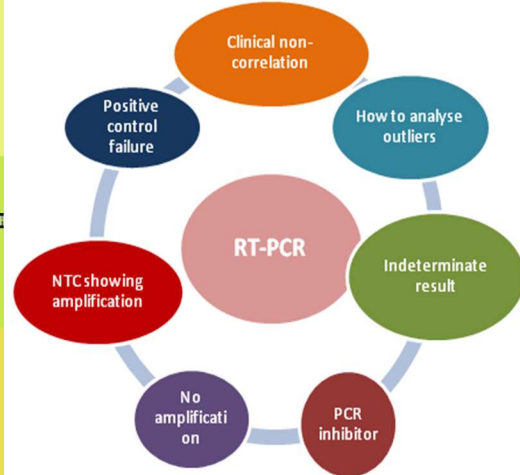 Clinical non-
correlation
How to analyse
outliers
Indeterminate
result
PCR
inhibitor
No
amplificati
on
NTC showing
amplification
Positive
control
failure
RT-PCR